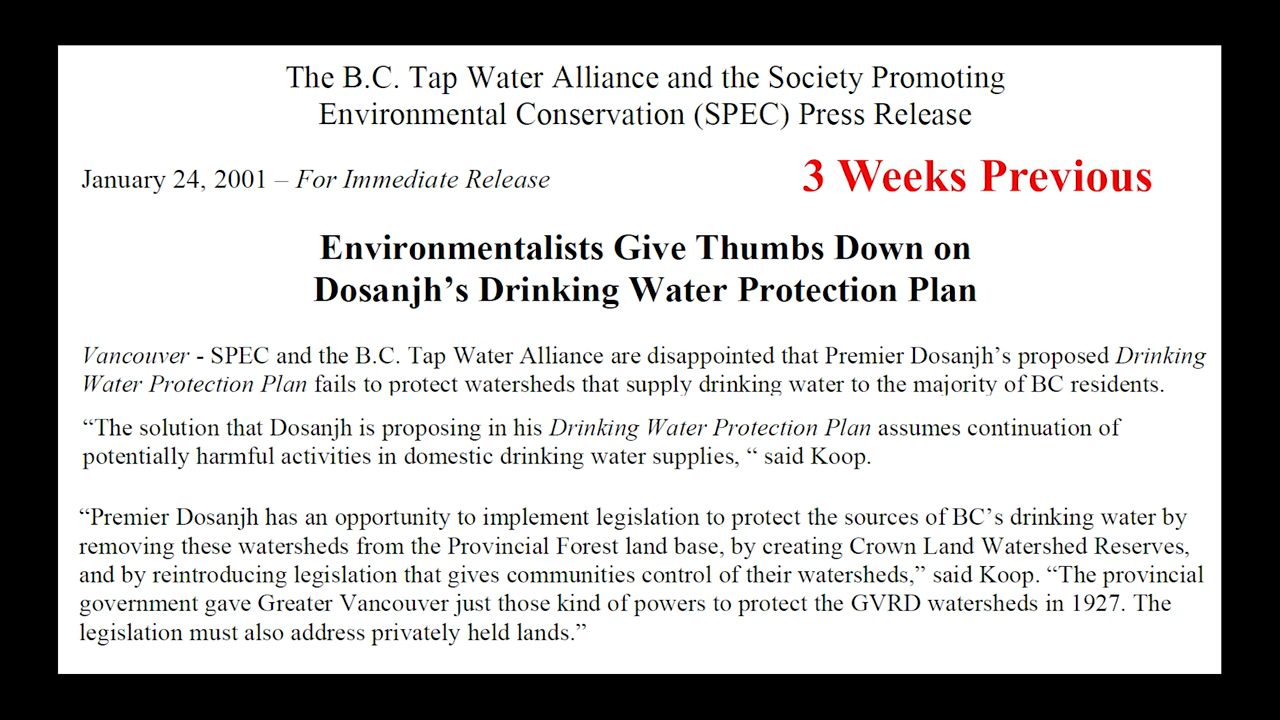 The B.C. Tap Water Alliance and the Society Promoting
Environmental Conservation (SPEC) Press Release
January 24, 2001 – For Immediate Release
3 Weeks Previous
Environmentalists Give Thumbs Down on
Dosanjh’s Drinking Water Protection Plan
Vancouver - SPEC and the B.C. Tap Water Alliance are disappointed that Premier Dosanjh’s proposed Drinking
Water Protection Plan fails to protect watersheds that supply drinking water to the majority of BC residents.
“The solution that Dosanjh is proposing in his Drinking Water Protection Plan assumes continuation of
potentially harmful activities in domestic drinking water supplies, “ said Koop.
“Premier Dosanjh has an opportunity to implement legislation to protect the sources of BC’s drinking water by
removing these watersheds from the Provincial Forest land base, by creating Crown Land Watershed Reserves,
and by reintroducing legislation that gives communities control of their watersheds,” said Koop. “The provincial
government gave Greater Vancouver just those kind of powers to protect the GVRD watersheds in 1927. The
legislation must also address privately held lands.”